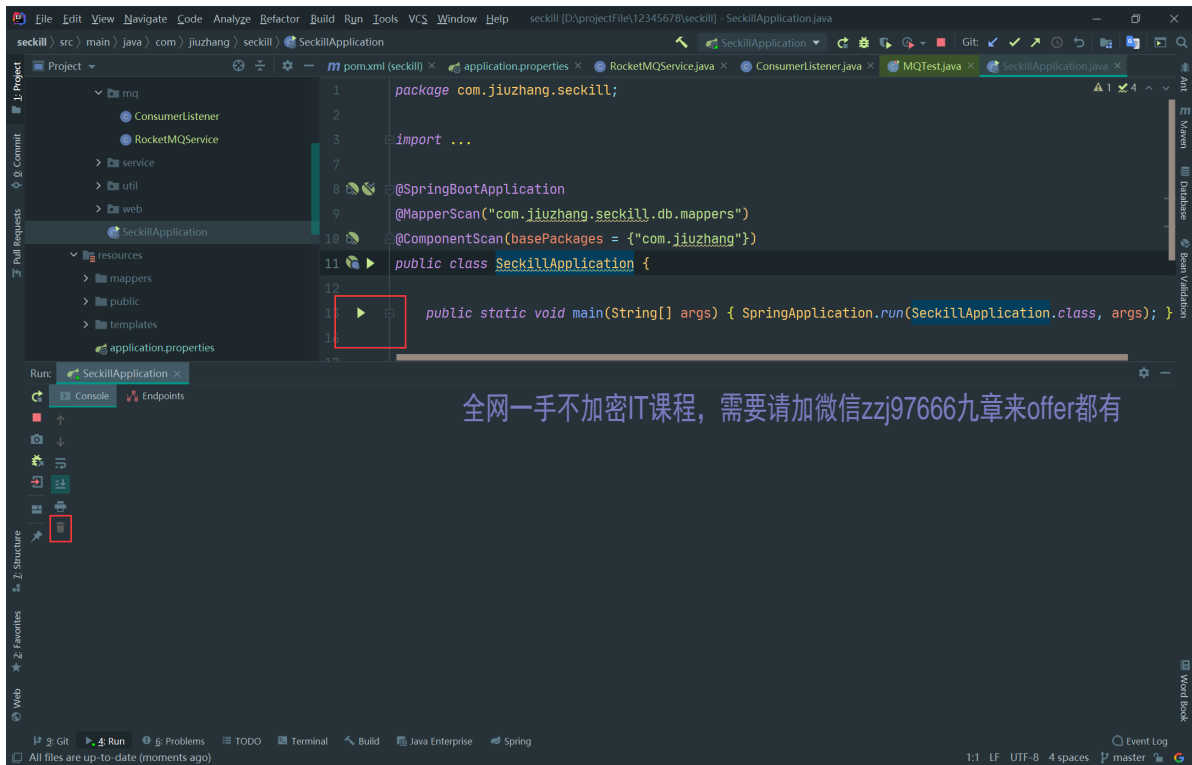 File Edit View Navigate Code Analyze Refactor Build Run Tools VCS Window Help seckill [D:\projectFile\12345678\seckill] - SeckillApplication.java
seckill 〉 src 〉 main 〉 java 〉 com 〉 jiuzhang 〉 seckill 〉 SeckillApplication SeckillApplication Git:
Project pom.xml (seckill) × application.properties × RocketMQService.java × ConsumerListener.java × MQTest.java × SeckillApplication.java ×
1: Project
0: Commit
Pull Requests
mq
ConsumerListener
RocketMQService
service
util
web
SeckillApplication
resources
mappers
public
templates
application.properties
1 package com.jiuzhang.seckill;
2
3 import ...
7
8 @SpringBootApplication
9 @MapperScan("com.jiuzhang.seckill.db.mappers")
10 @ComponentScan(basePackages = {"com.jiuzhang"})
11 public class SeckillApplication {
12
13 public static void main(String[] args) { SpringApplication.run(SeckillApplication.class, args); }
16
17
1 4
Ant
Maven
Database
Bean Validation
Run: SeckillApplication ×
Console Endpoints
全网一手不加密IT课程，需要请加微信zzj97666九章来offer都有
7: Structure
2: Favorites
Web
Word Book
9: Git 4: Run 6: Problems TODO Terminal Build Java Enterprise Spring Event Log
All files are up-to-date (moments ago) 1:1 LF UTF-8 4 spaces master